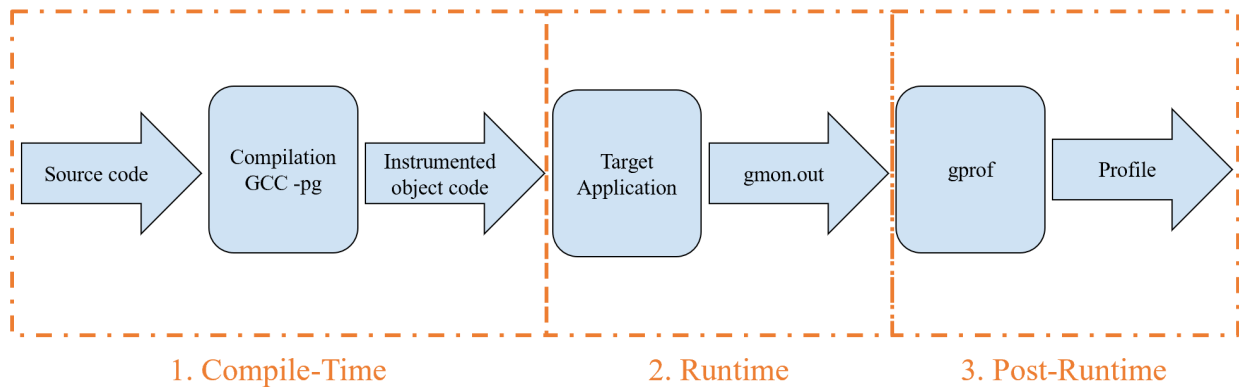 Source code
Compilation
GCC -pg
Instrumented
object code
Target
Application
gmon.out
gprof
Profile
1. Compile-Time
2. Runtime
3. Post-Runtime